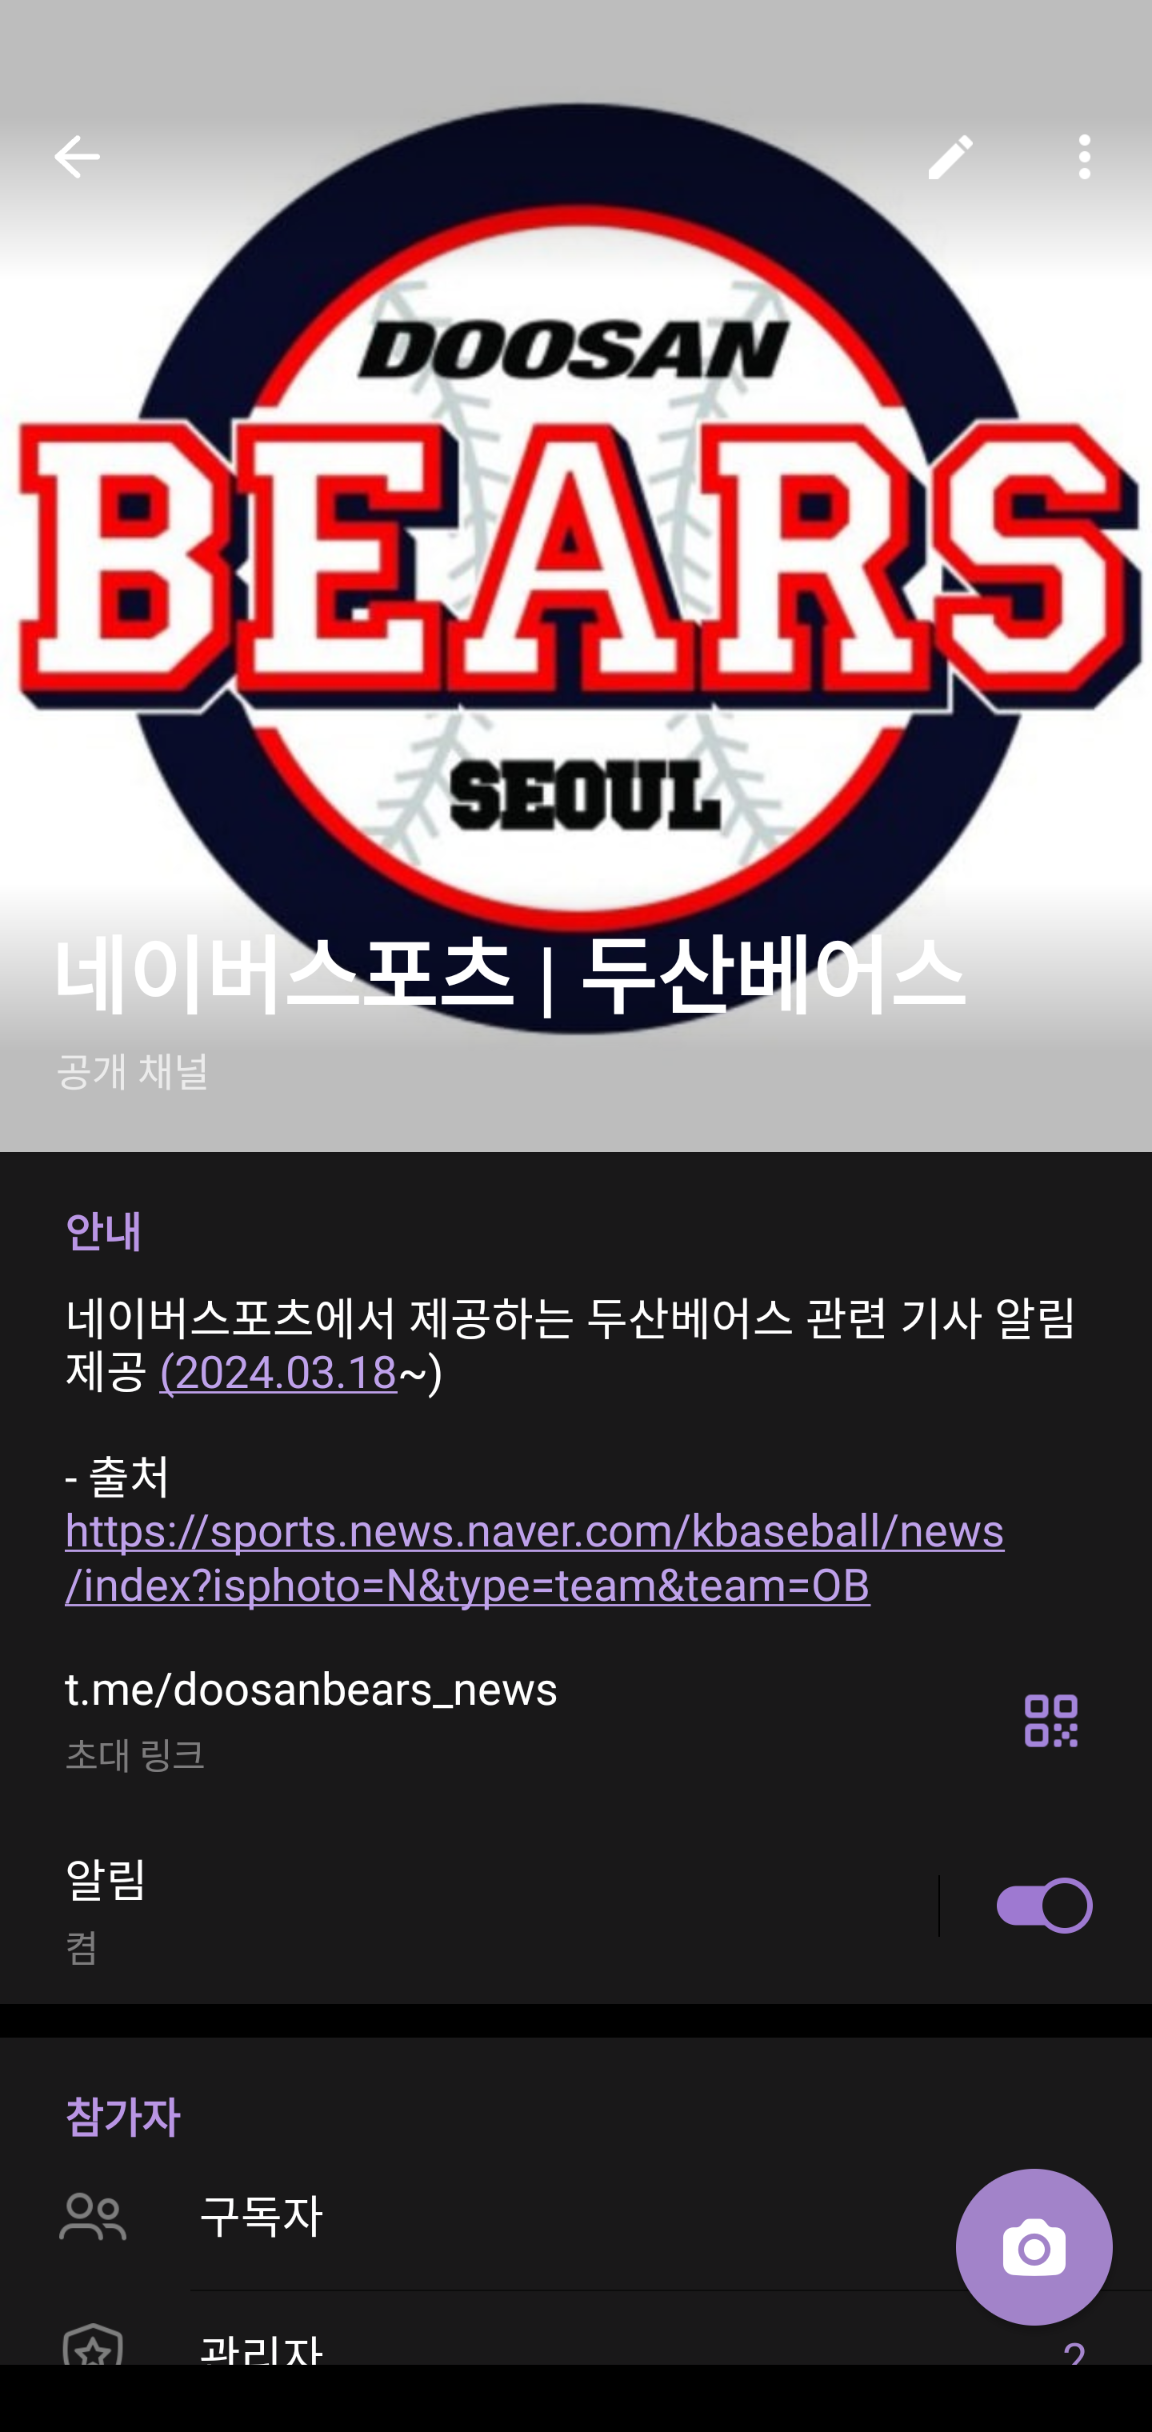 DOOSAN
BEARS
SEOUL
네이버스포츠 | 두산베어스
공개 채널
안내
네이버스포츠에서 제공하는 두산베어스 관련 기사 알림
제공 (2024.03.18~)
- 출처
https://sports.news.naver.com/kbaseball/news
/index?isphoto=N&type=team&team=OB
t.me/doosanbears_news
초대 링크
알림
켬
참가자
구독자
관리자 2